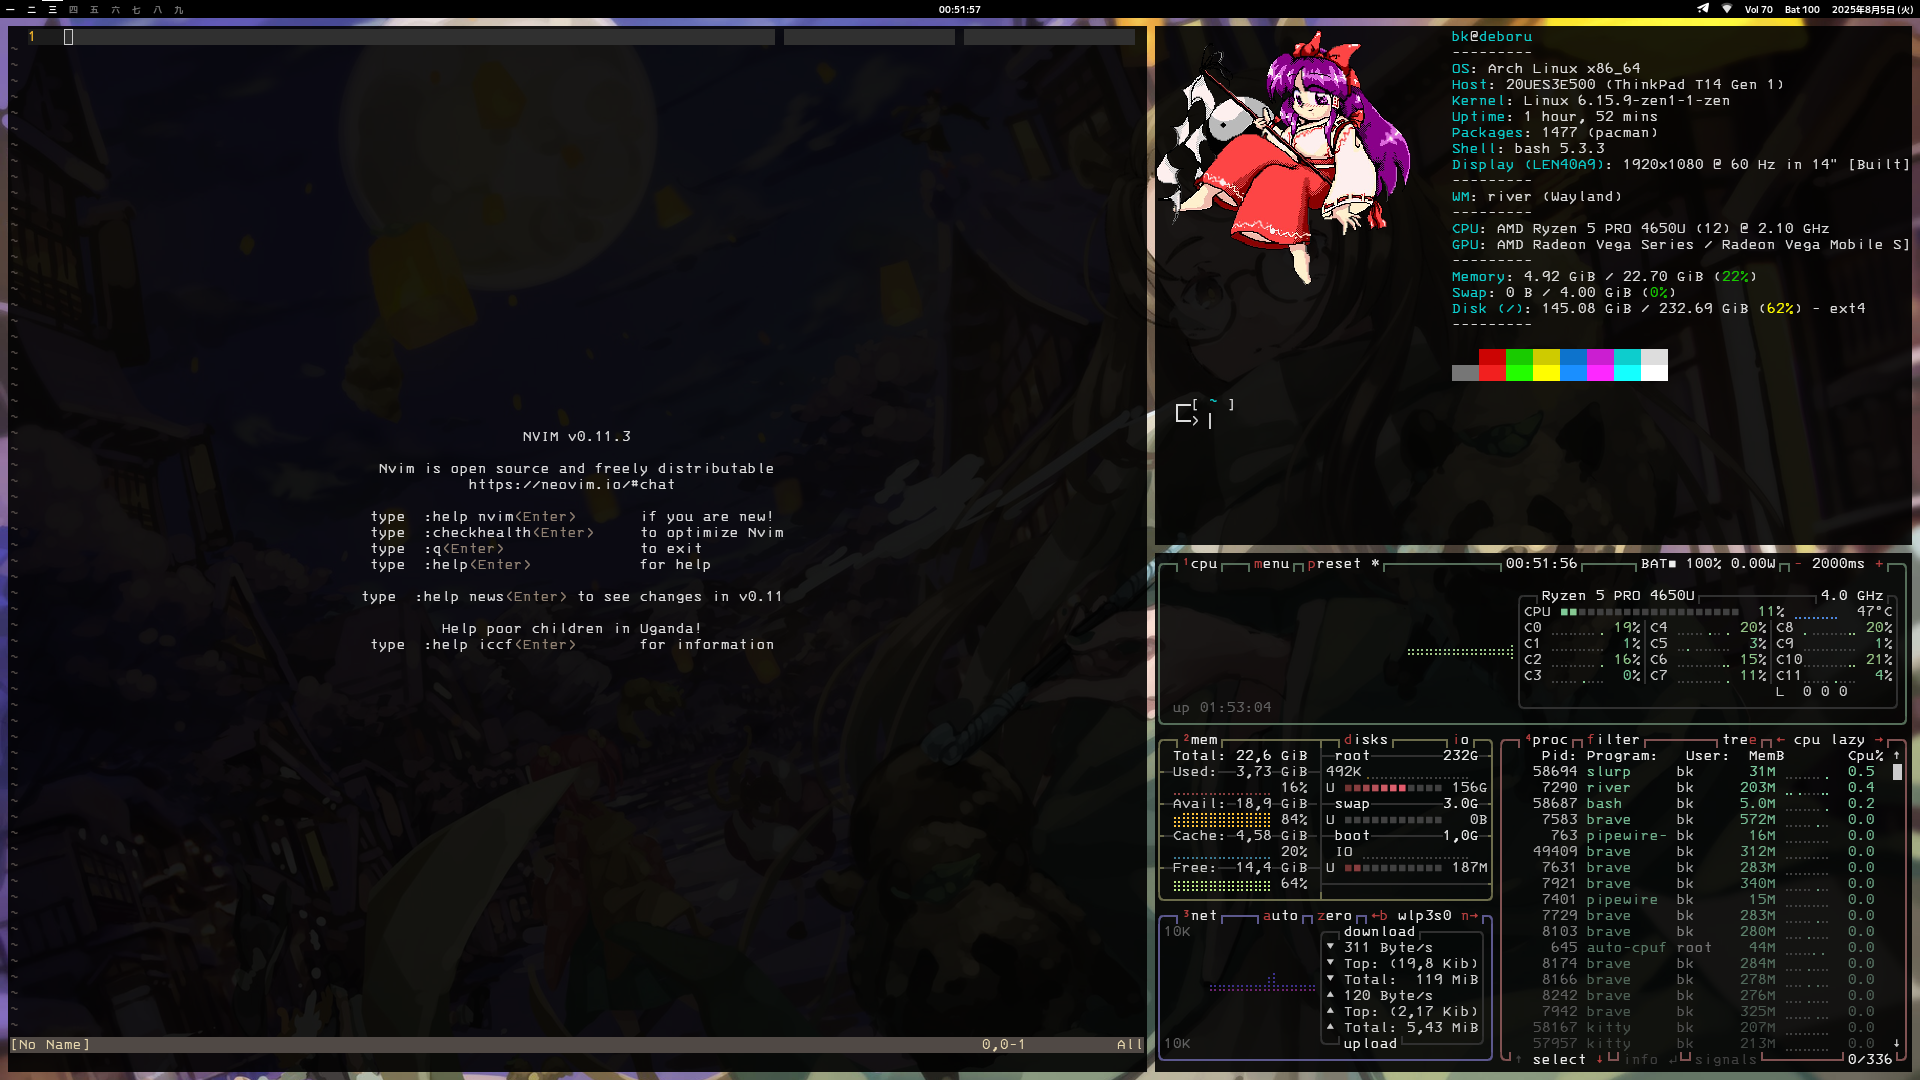 一 二 三 四 五 六 七 八 九
00:51:57
Vol 70 Bat 100 2025年8月5日(火)
1
NVIM v0.11.3
Nvim is open source and freely distributable
https://neovim.io/#chat
type :help nvim<Enter> if you are new!
type :checkhealth<Enter> to optimize Nvim
type :q<Enter> to exit
type :help<Enter> for help
type :help news<Enter> to see changes in v0.11
Help poor children in Uganda!
type :help iccf<Enter> for information
[No Name] 0,0-1 All
bk@deboru
---------
OS: Arch Linux x86_64
Host: 20UES3E500 (ThinkPad T14 Gen 1)
Kernel: Linux 6.15.9-zen1-1-zen
Uptime: 1 hour, 52 mins
Packages: 1477 (pacman)
Shell: bash 5.3.3
Display (LEN40A9): 1920x1080 @ 60 Hz in 14" [Built]
---------
WM: river (Wayland)
---------
CPU: AMD Ryzen 5 PRO 4650U (12) @ 2.10 GHz
GPU: AMD Radeon Vega Series / Radeon Vega Mobile S]
---------
Memory: 4.92 GiB / 22.70 GiB (22%)
Swap: 0 B / 4.00 GiB (0%)
Disk (/): 145.08 GiB / 232.69 GiB (62%) - ext4
---------
[ ~ ]
>
¹cpu menu preset * 00:51:56 BAT■ 100% 0.00W - 2000ms +
Ryzen 5 PRO 4650U 4.0 GHz
CPU 11% 47°C
C0 19% C4 20% C8 20%
C1 1% C5 3% C9 1%
C2 16% C6 15% C10 21%
C3 0% C7 11% C11 4%
L 0 0 0
up 01:53:04
²mem disks io
Total: 22,6 GiB root 232G
Used: 3,73 GiB 492K
16% U 156G
Avail: 18,9 GiB swap 3.0G
84% U 0B
Cache: 4,58 GiB boot 1,0G
20% IO
Free: 14,4 GiB U 187M
64%
³net auto zero ←b wlp3s0 n→
10K
download
▼ 311 Byte/s
▼ Top: (19,8 Kib)
▼ Total: 119 MiB
▲ 120 Byte/s
▲ Top: (2,17 Kib)
▲ Total: 5,43 MiB
10K
upload
⁴proc filter tree ← cpu lazy →
Pid: Program: User: MemB Cpu% ↑
58694 slurp bk 31M 0.5
7290 river bk 203M 0.4
58687 bash bk 5.0M 0.2
7583 brave bk 572M 0.0
763 pipewire- bk 16M 0.0
49409 brave bk 312M 0.0
7631 brave bk 283M 0.0
7921 brave bk 340M 0.0
7401 pipewire bk 15M 0.0
7729 brave bk 283M 0.0
8103 brave bk 280M 0.0
645 auto-cpuf root 44M 0.0
8174 brave bk 284M 0.0
8166 brave bk 278M 0.0
8242 brave bk 276M 0.0
7942 brave bk 325M 0.0
58167 kitty bk 207M 0.0
57957 kitty bk 213M 0.0 ↓
↑ select ↓ info ↵ signals 0/336